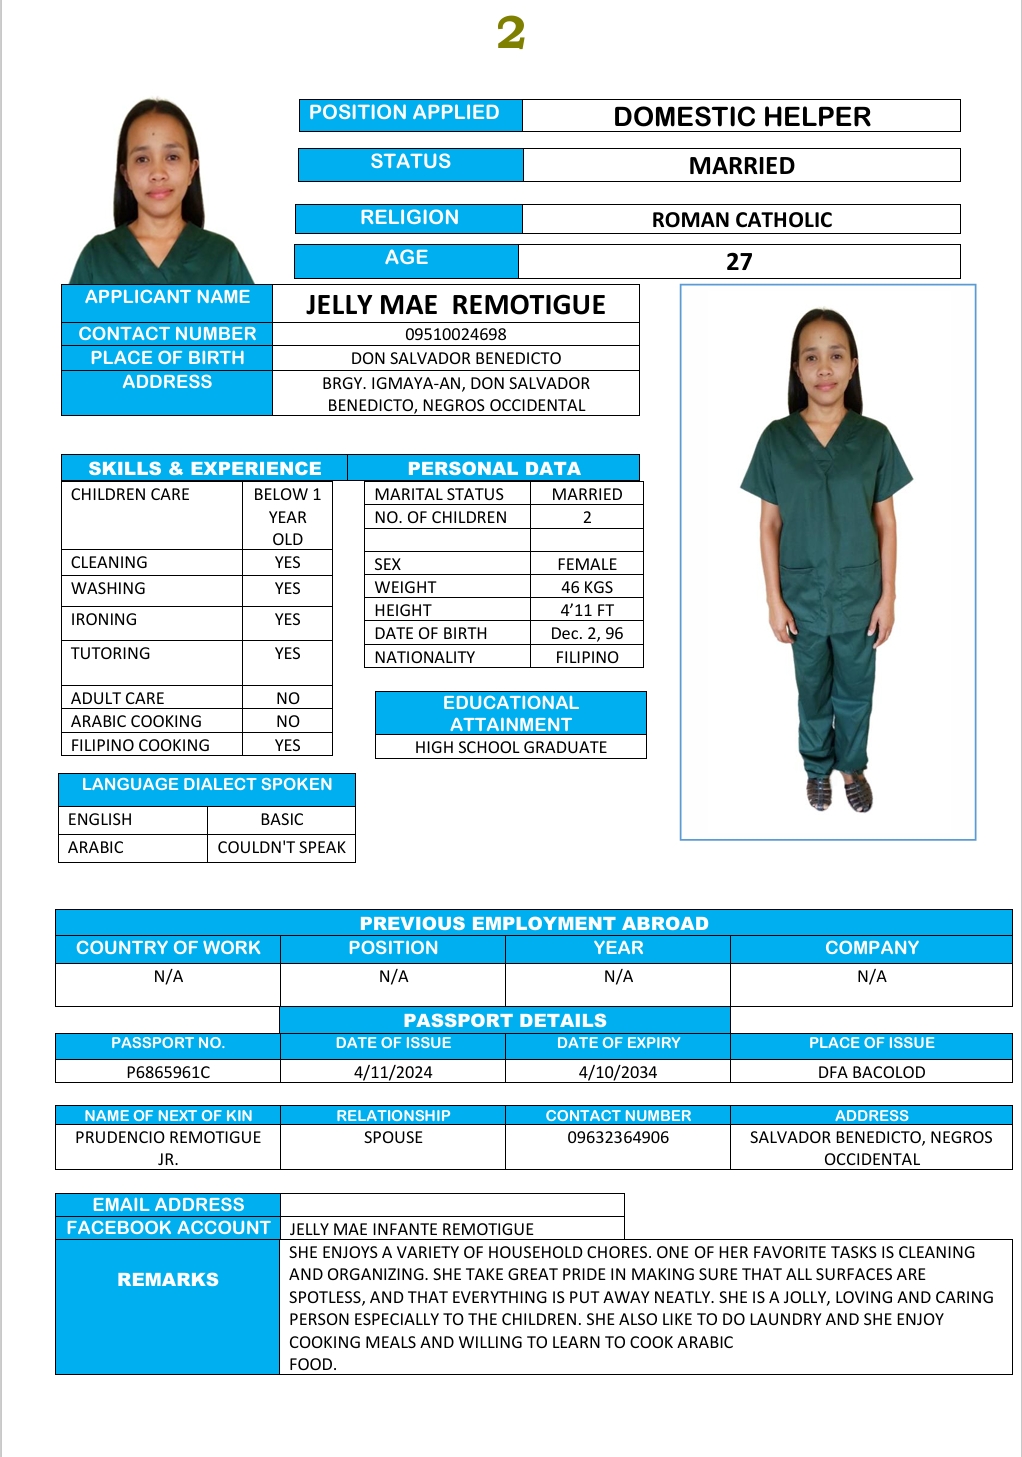 2
POSITION APPLIED DOMESTIC HELPER
STATUS MARRIED
RELIGION ROMAN CATHOLIC
AGE 27
APPLICANT NAME JELLY MAE REMOTIGUE
CONTACT NUMBER 09510024698
PLACE OF BIRTH DON SALVADOR BENEDICTO
ADDRESS BRGY. IGMAYA-AN, DON SALVADOR
BENEDICTO, NEGROS OCCIDENTAL
SKILLS & EXPERIENCE
CHILDREN CARE BELOW 1
YEAR
OLD
CLEANING YES
WASHING YES
IRONING YES
TUTORING YES
ADULT CARE NO
ARABIC COOKING NO
FILIPINO COOKING YES
PERSONAL DATA
MARITAL STATUS MARRIED
NO. OF CHILDREN 2
SEX FEMALE
WEIGHT 46 KGS
HEIGHT 4’11 FT
DATE OF BIRTH Dec. 2, 96
NATIONALITY FILIPINO
EDUCATIONAL
ATTAINMENT
HIGH SCHOOL GRADUATE
LANGUAGE DIALECT SPOKEN
ENGLISH BASIC
ARABIC COULDN'T SPEAK
PREVIOUS EMPLOYMENT ABROAD
COUNTRY OF WORK POSITION YEAR COMPANY
N/A N/A N/A N/A
PASSPORT DETAILS
PASSPORT NO. DATE OF ISSUE DATE OF EXPIRY PLACE OF ISSUE
P6865961C 4/11/2024 4/10/2034 DFA BACOLOD
NAME OF NEXT OF KIN RELATIONSHIP CONTACT NUMBER ADDRESS
PRUDENCIO REMOTIGUE SPOUSE 09632364906 SALVADOR BENEDICTO, NEGROS
JR. OCCIDENTAL
EMAIL ADDRESS
FACEBOOK ACCOUNT JELLY MAE INFANTE REMOTIGUE
REMARKS
SHE ENJOYS A VARIETY OF HOUSEHOLD CHORES. ONE OF HER FAVORITE TASKS IS CLEANING
AND ORGANIZING. SHE TAKE GREAT PRIDE IN MAKING SURE THAT ALL SURFACES ARE
SPOTLESS, AND THAT EVERYTHING IS PUT AWAY NEATLY. SHE IS A JOLLY, LOVING AND CARING
PERSON ESPECIALLY TO THE CHILDREN. SHE ALSO LIKE TO DO LAUNDRY AND SHE ENJOY
COOKING MEALS AND WILLING TO LEARN TO COOK ARABIC
FOOD.